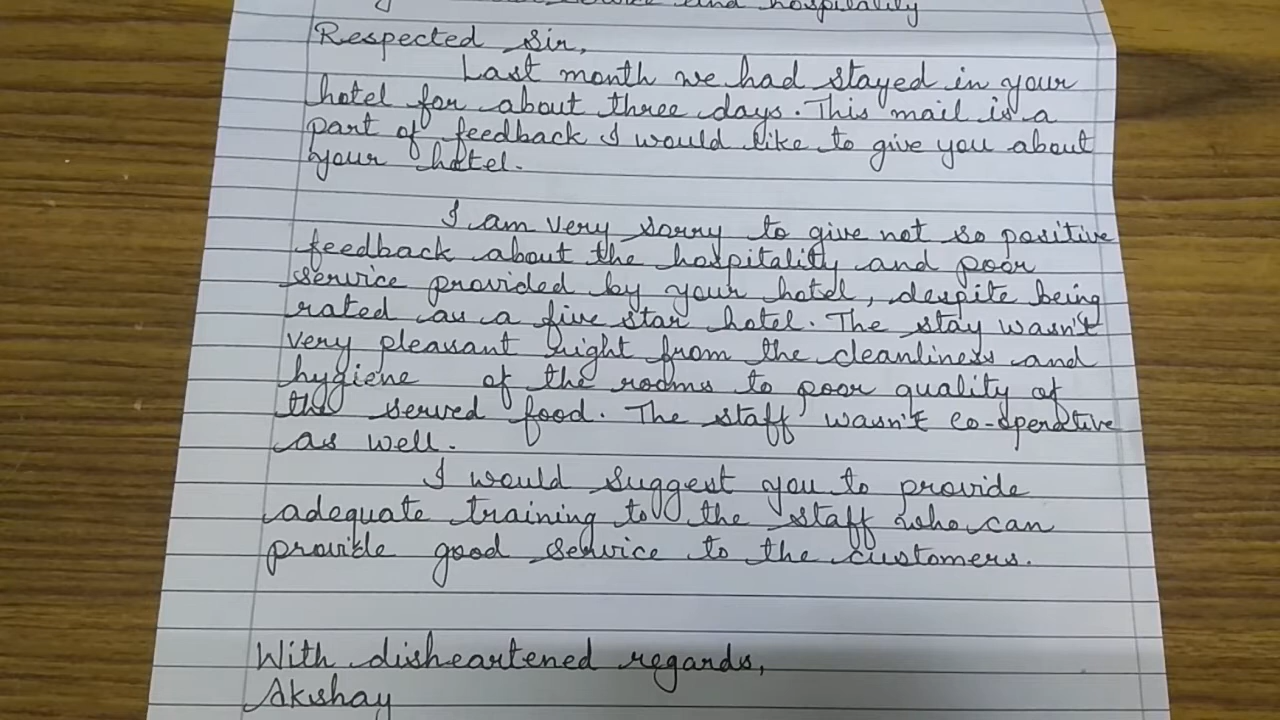 and hospitality
Respected Sir,
Last month we had stayed in your
hotel for about three days. This mail is a
part of feedback I would like to give you about
your hotel.
I am very sorry to give not so positive
feedback about the hospitality and poor
service provided by your hotel, despite being
rated as a five star hotel. The stay wasn't
very pleasant right from the cleanliness and
hygiene of the rooms to poor quality of
the served food. The staff wasn't co-operative
as well.
I would suggest you to provide
adequate training to the staff who can
provide good service to the customers.
With disheartened regards,
Akshay